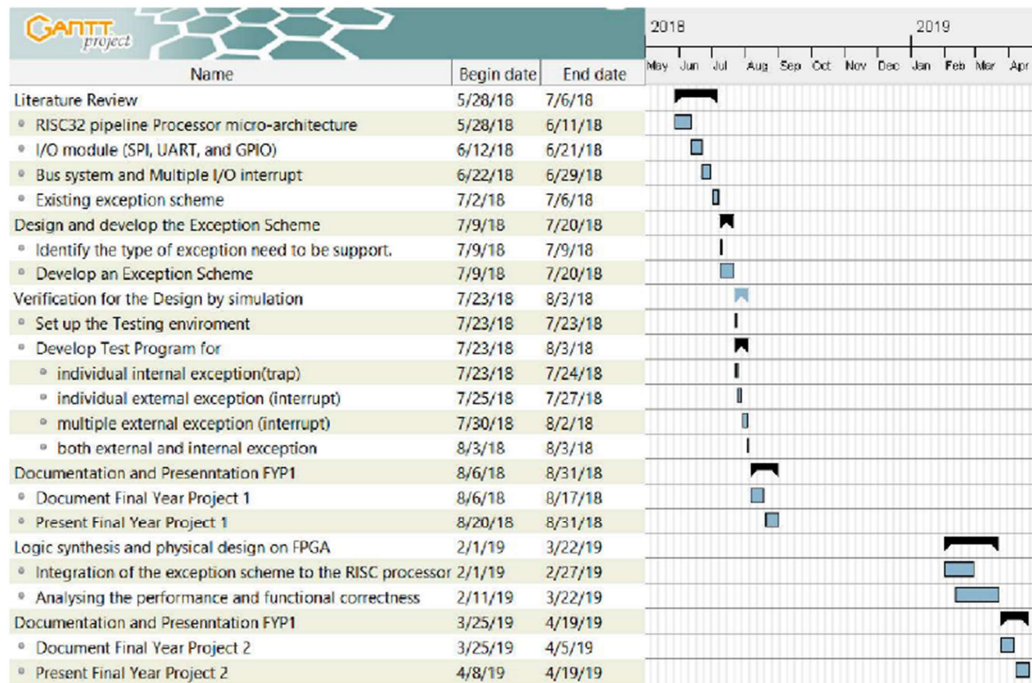 GANTT project
2018 2019
Name Begin date End date May Jun Jul Aug Sep Oct Nov Dec Jan Feb Mar Apr
Literature Review 5/28/18 7/6/18
RISC32 pipeline Processor micro-architecture 5/28/18 6/11/18
I/O module (SPI, UART, and GPIO) 6/12/18 6/21/18
Bus system and Multiple I/O interrupt 6/22/18 6/29/18
Existing exception scheme 7/2/18 7/6/18
Design and develop the Exception Scheme 7/9/18 7/20/18
Identify the type of exception need to be support. 7/9/18 7/9/18
Develop an Exception Scheme 7/9/18 7/20/18
Verification for the Design by simulation 7/23/18 8/3/18
Set up the Testing enviroment 7/23/18 7/23/18
Develop Test Program for 7/23/18 8/3/18
individual internal exception(trap) 7/23/18 7/24/18
individual external exception (interrupt) 7/25/18 7/27/18
multiple external exception (interrupt) 7/30/18 8/2/18
both external and internal exception 8/3/18 8/3/18
Documentation and Presenntation FYP1 8/6/18 8/31/18
Document Final Year Project 1 8/6/18 8/17/18
Present Final Year Project 1 8/20/18 8/31/18
Logic synthesis and physical design on FPGA 2/1/19 3/22/19
Integration of the exception scheme to the RISC processor 2/1/19 2/27/19
Analysing the performance and functional correctness 2/11/19 3/22/19
Documentation and Presenntation FYP1 3/25/19 4/19/19
Document Final Year Project 2 3/25/19 4/5/19
Present Final Year Project 2 4/8/19 4/19/19